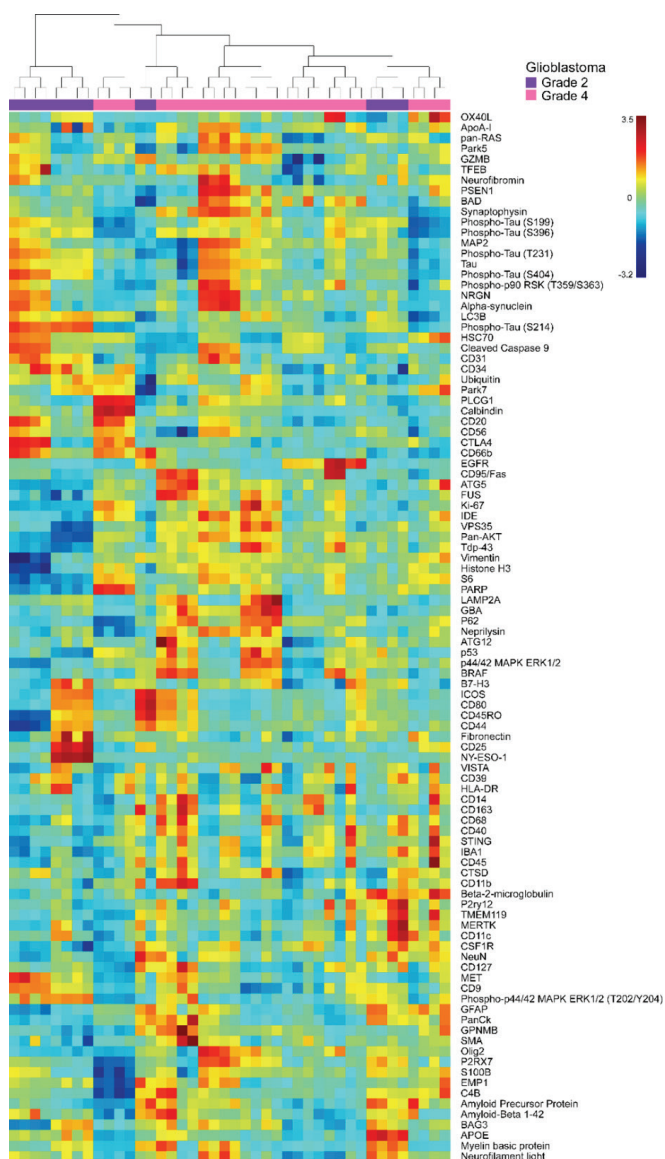 Glioblastoma
Grade 2
Grade 4
3.5
0
-3.2
OX40L
ApoA-I
pan-RAS
Park5
GZMB
TFEB
Neurofibromin
PSEN1
BAD
Synaptophysin
Phospho-Tau (S199)
Phospho-Tau (S396)
MAP2
Phospho-Tau (T231)
Tau
Phospho-Tau (S404)
Phospho-p90 RSK (T359/S363)
NRGN
Alpha-synuclein
LC3B
Phospho-Tau (S214)
HSC70
Cleaved Caspase 9
CD31
CD34
Ubiquitin
Park7
PLCG1
Calbindin
CD20
CD56
CTLA4
CD66b
EGFR
CD95/Fas
ATG5
FUS
Ki-67
IDE
VPS35
Pan-AKT
Tdp-43
Vimentin
Histone H3
S6
PARP
LAMP2A
GBA
P62
Neprilysin
ATG12
p53
p44/42 MAPK ERK1/2
BRAF
B7-H3
ICOS
CD80
CD45RO
CD44
Fibronectin
CD25
NY-ESO-1
VISTA
CD39
HLA-DR
CD14
CD163
CD68
CD40
STING
IBA1
CD45
CTSD
CD11b
Beta-2-microglobulin
P2ry12
TMEM119
MERTK
CD11c
CSF1R
NeuN
CD127
MET
CD9
Phospho-p44/42 MAPK ERK1/2 (T202/Y204)
GFAP
PanCk
GPNMB
SMA
Olig2
P2RX7
S100B
EMP1
C4B
Amyloid Precursor Protein
Amyloid-Beta 1-42
BAG3
APOE
Myelin basic protein
Neurofilament light